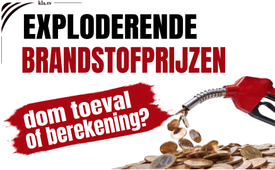 kla.tv
EXPLODERENDE
BRANDSTOFPRIJZEN
dom toeval
of berekening?